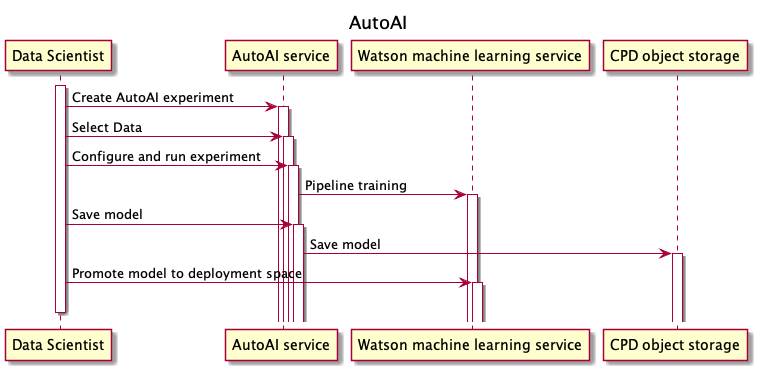 AutoAI
Data Scientist
AutoAI service
Watson machine learning service
CPD object storage
Create AutoAI experiment
Select Data
Configure and run experiment
Pipeline training
Save model
Save model
Promote model to deployment space
Data Scientist
AutoAI service
Watson machine learning service
CPD object storage